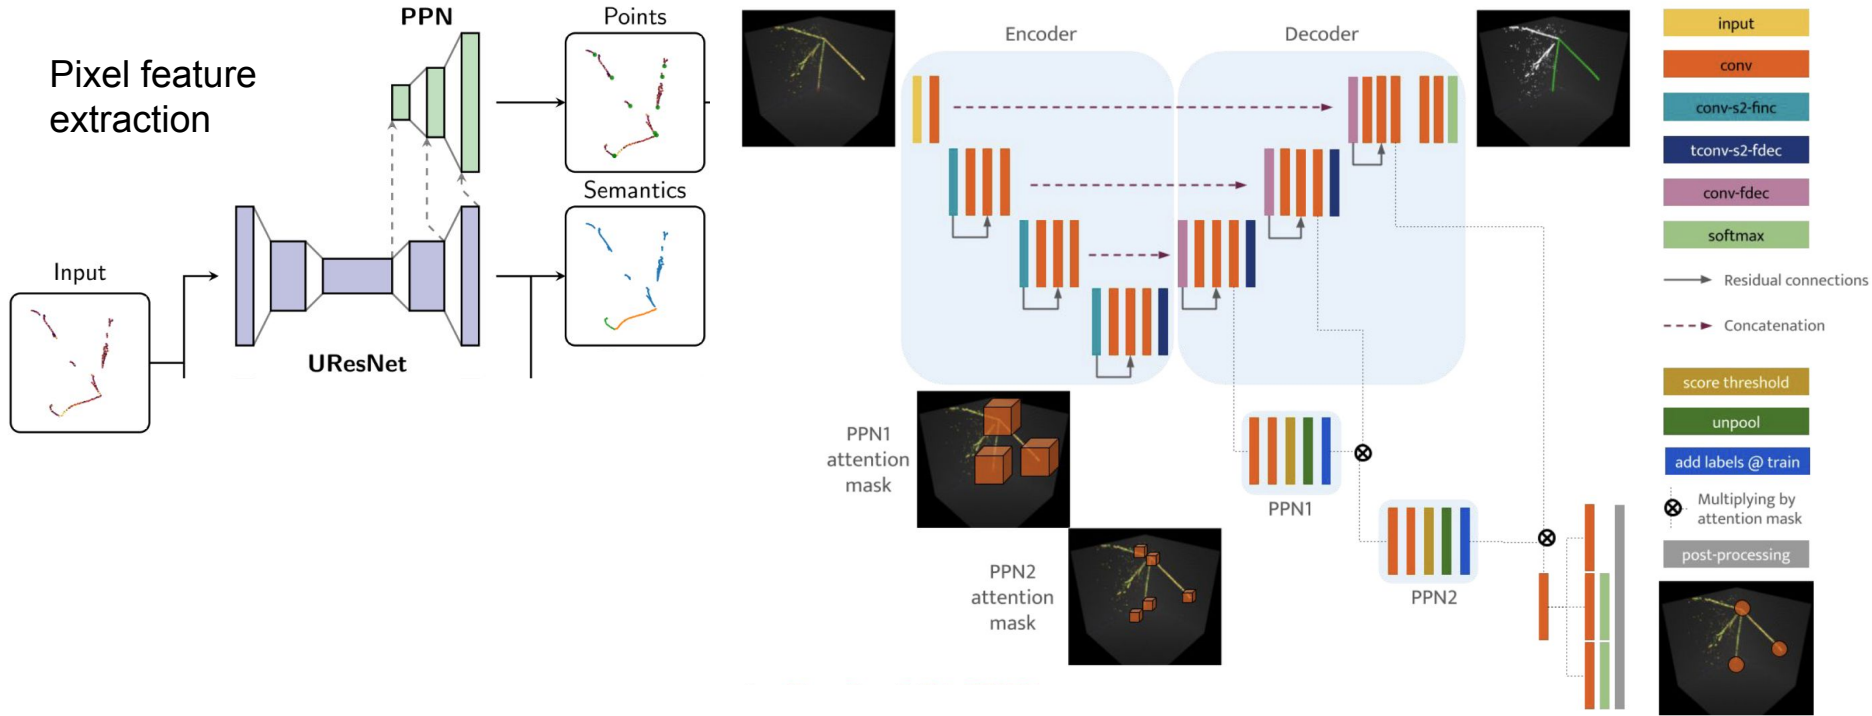 PPN
Points
Pixel feature
extraction
Semantics
Input
URes​Net
Encoder
Decoder
PPN1
attention
mask
PPN1
PPN2
attention
mask
PPN2
input
conv
conv-s2-finc
tconv-s2-fdec
conv-fdec
softmax
Residual connections
Concatenation
score threshold
unpool
add labels @ train
Multiplying by
attention mask
post-processing